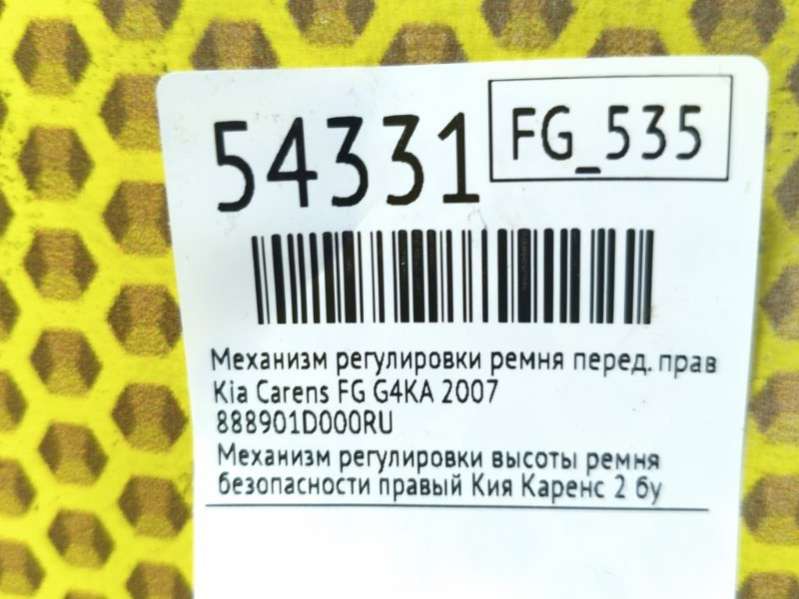 54331
FG_535
Механизм регулировки ремня перед. прав
Kia Carens FG G4KA 2007
888901D000RU
Механизм регулировки высоты ремня
безопасности правый Кия Каренс 2 бу